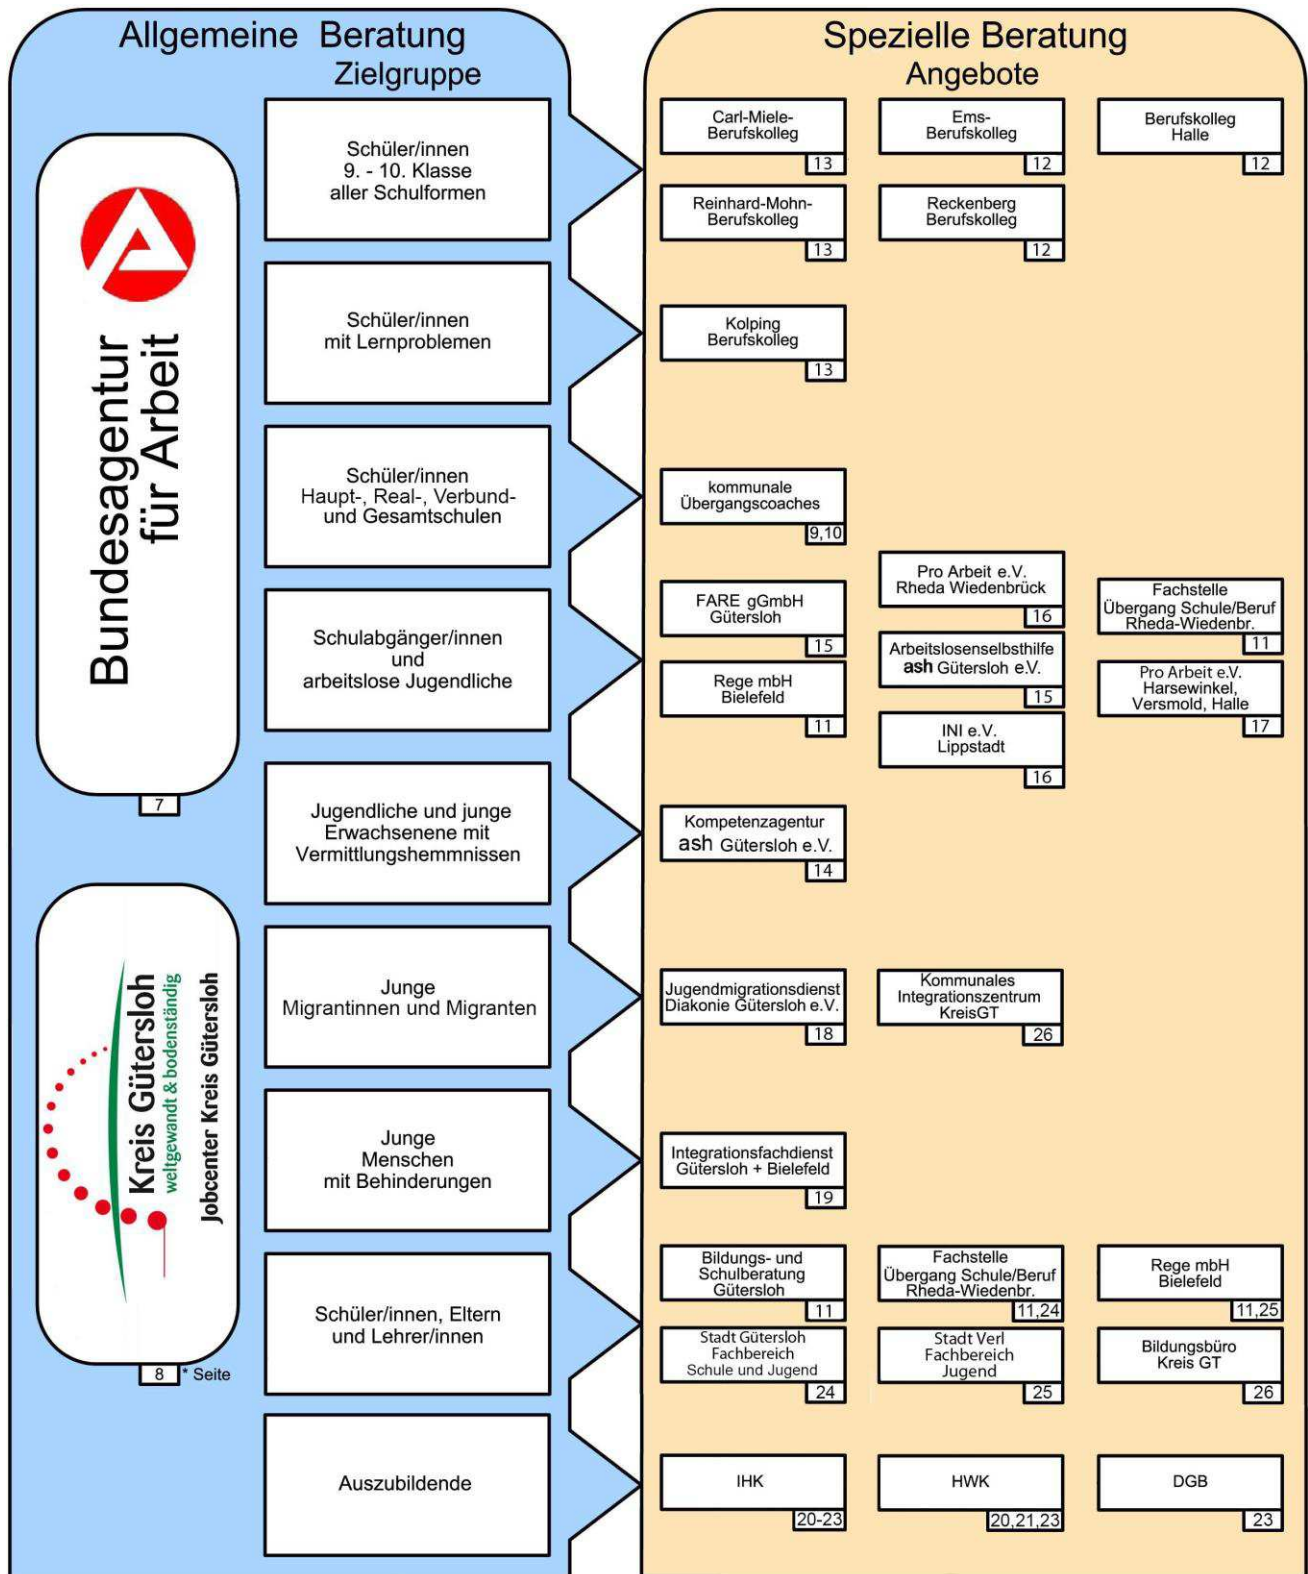 Allgemeine Beratung
Zielgruppe
Bundesagentur
für Arbeit
7
Kreis Gütersloh
weltgewandt & bodenständig
Jobcenter Kreis Gütersloh
8 * Seite
Schüler/innen
9. - 10. Klasse
aller Schulformen
Schüler/innen
mit Lernproblemen
Schüler/innen
Haupt-, Real-, Verbund-
und Gesamtschulen
Schulabgänger/innen
und
arbeitslose Jugendliche
Jugendliche und junge
Erwachsenene mit
Vermittlungshemmnissen
Junge
Migrantinnen und Migranten
Junge
Menschen
mit Behinderungen
Schüler/innen, Eltern
und Lehrer/innen
Auszubildende
Spezielle Beratung
Angebote
Carl-Miele-
Berufskolleg
13
Ems-
Berufskolleg
12
Berufskolleg
Halle
12
Reinhard-Mohn-
Berufskolleg
13
Reckenberg
Berufskolleg
12
Kolping
Berufskolleg
13
kommunale
Übergangscoaches
9,10
FARE gGmbH
Gütersloh
15
Pro Arbeit e.V.
Rheda Wiedenbrück
16
Fachstelle
Übergang Schule/Beruf
Rheda-Wiedenbr.
11
Rege mbH
Bielefeld
11
Arbeitslosenselbsthilfe
ash Gütersloh e.V.
15
Pro Arbeit e.V.
Harsewinkel,
Versmold, Halle
17
INI e.V.
Lippstadt
16
Kompetenzagentur
ash Gütersloh e.V.
14
Jugendmigrationsdienst
Diakonie Gütersloh e.V.
18
Kommunales
Integrationszentrum
KreisGT
26
Integrationsfachdienst
Gütersloh + Bielefeld
19
Bildungs- und
Schulberatung
Gütersloh
11
Fachstelle
Übergang Schule/Beruf
Rheda-Wiedenbr.
11,24
Rege mbH
Bielefeld
11,25
Stadt Gütersloh
Fachbereich
Schule und Jugend
24
Stadt Verl
Fachbereich
Jugend
25
Bildungsbüro
Kreis GT
26
IHK
20-23
HWK
20,21,23
DGB
23